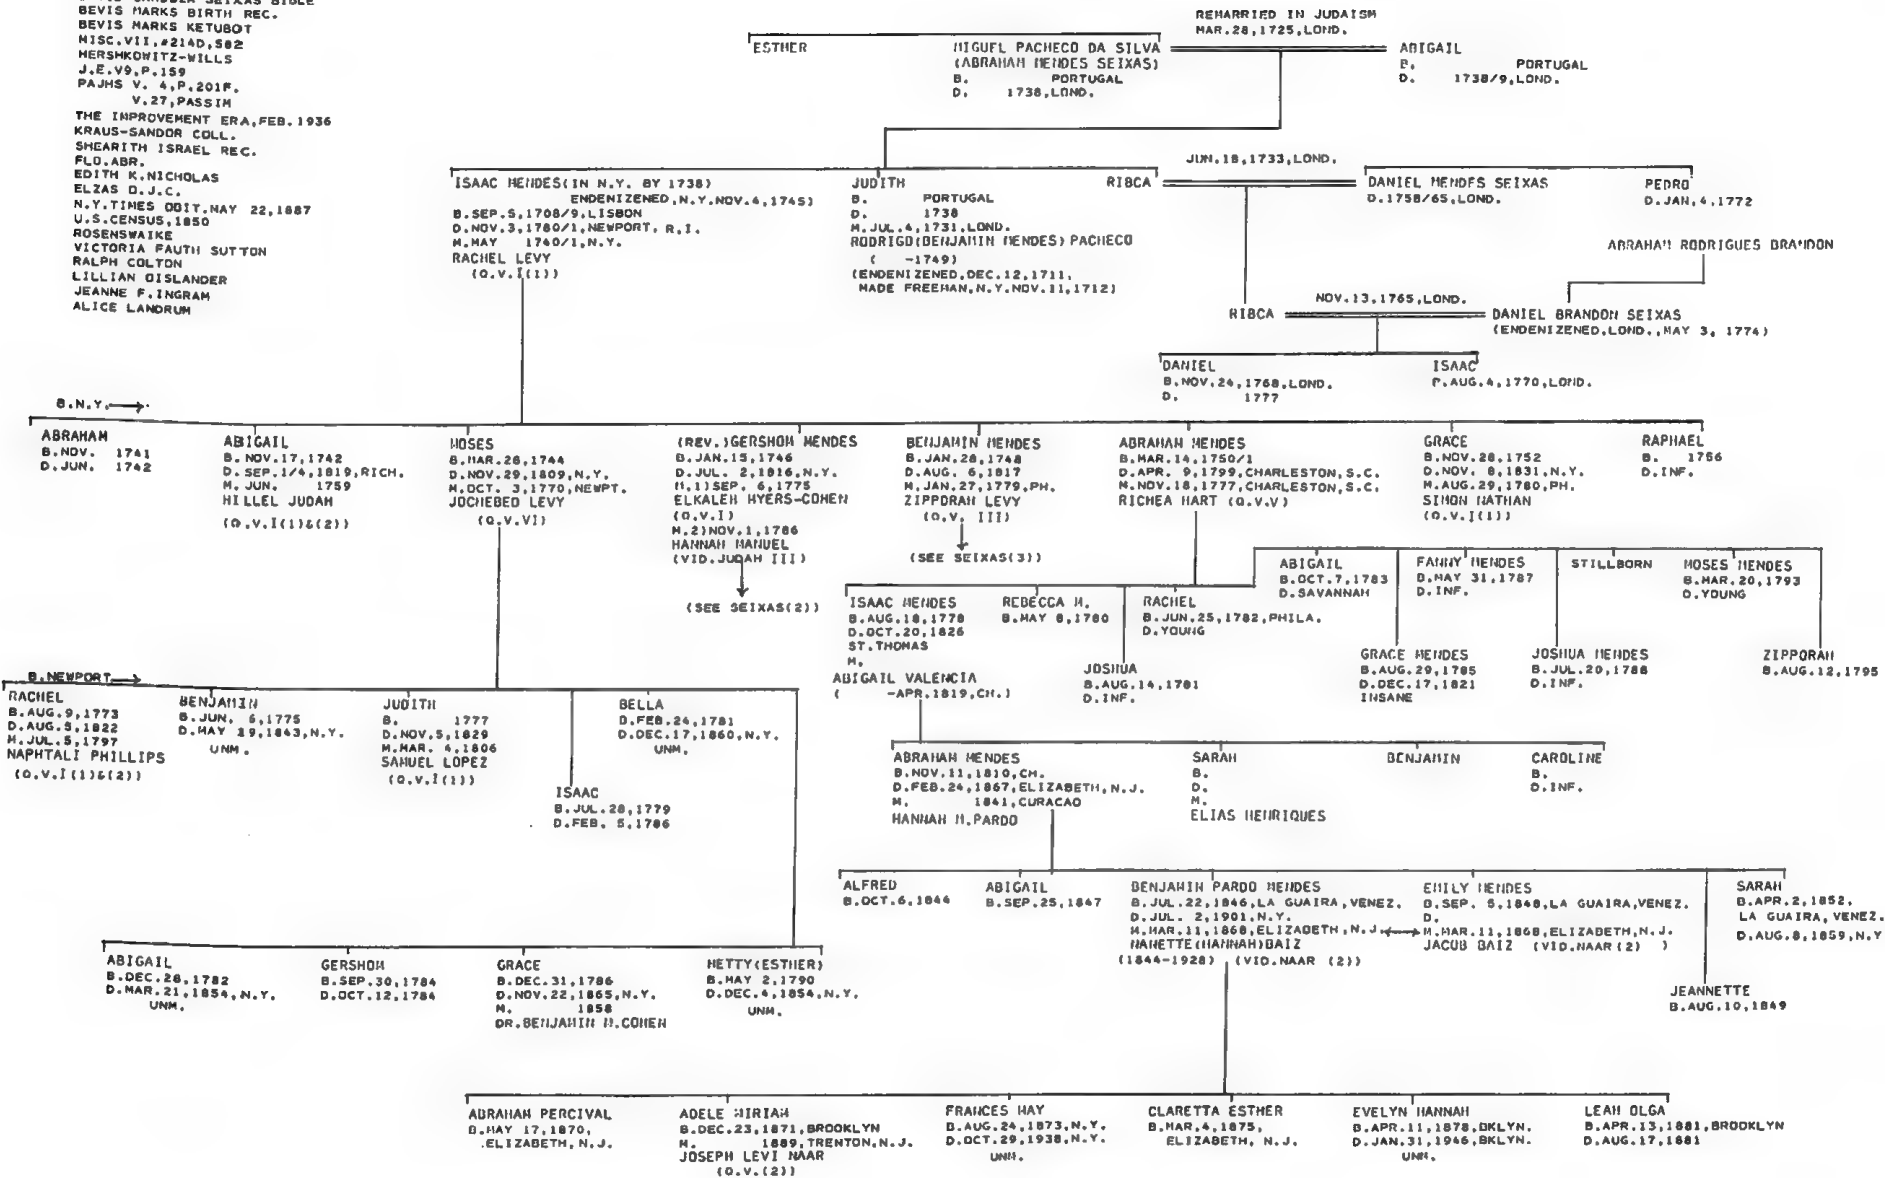 BEVIS MARKS BIRTH REC.
BEVIS MARKS KETUBOT
MISC.VII,#214D,582
HERSHKOWITZ-WILLS
J.E.V9,P.159
PAJHS V. 4,P.201F.
V.27,PASSIM
THE IMPROVEMENT ERA,FEB.1936
KRAUS-SANDOR COLL.
SHEARITH ISRAEL REC.
FLO.ABR.
EDITH K.NICHOLAS
ELZAS O.J.C.
N.Y.TIMES OBIT.MAY 22,1887
U.S.CENSUS,1850
ROSENSWAIKE
VICTORIA FAUTH SUTTON
RALPH COLTON
LILLIAN DISLANDER
JEANNE F.INGRAM
ALICE LANDRUM
REMARRIED IN JUDAISM
MAR.28,1725,LOND.
ESTHER
MIGUEL PACHECO DA SILVA
(ABRAHAM MENDES SEIXAS)
B. PORTUGAL
D. 1738,LOND.
ABIGAIL
B. PORTUGAL
D. 1738/9,LOND.
ISAAC MENDES(IN N.Y. BY 1738)
ENDENIZENED,N.Y.NOV.4,1745)
B.SEP.5,1708/9,LISBON
D.NOV.3,1780/1,NEWPORT, R.I.
M.MAY 1740/1,N.Y.
RACHEL LEVY
(Q.V.I(1))
JUDITH
B. PORTUGAL
D. 1738
M.JUL.4,1731,LOND.
RODRIGO(BENJAMIN MENDES) PACHECO
( -1749)
(ENDENIZENED,DEC.12,1711,
MADE FREEMAN,N.Y.NOV.11,1712)
RIBCA
JUN.18,1733,LOND.
DANIEL MENDES SEIXAS
D.1758/65,LOND.
PEDRO
D.JAN,4,1772
ABRAHAM RODRIGUES BRANDON
RIBCA
NOV.13,1765,LOND.
DANIEL BRANDON SEIXAS
(ENDENIZENED,LOND.,MAY 3, 1774)
DANIEL
B.NOV.24,1768,LOND.
D. 1777
ISAAC
B.AUG.4,1770,LOND.
B.N.Y.→
ABRAHAM
B.NOV. 1741
D.JUN. 1742
ABIGAIL
B.NOV.17,1742
D.SEP.1/4,1819,RICH.
M.JUN. 1759
HILLEL JUDAH
(Q.V.I(1)&(2))
MOSES
B.MAR.28,1744
D.NOV.29,1809,N.Y.
M.OCT. 3,1770,NEWPT.
JOCHEBED LEVY
(Q.V.VI)
(REV.)GERSHOM MENDES
B.JAN.15,1746
D.JUL. 2,1816,N.Y.
M.1)SEP. 6,1775
ELKALEH MYERS-COHEN
(Q.V.I)
M.2)NOV.1,1786
HANNAH MANUEL
(VID.JUDAH III)
(SEE SEIXAS(2))
BENJAMIN MENDES
B.JAN.28,1748
D.AUG. 6,1817
M.JAN.27,1779,PH.
ZIPPORAH LEVY
(Q.V. III)
(SEE SEIXAS(3))
ABRAHAM MENDES
B.MAR.14,1750/1
D.APR. 9,1799,CHARLESTON,S.C.
M.NOV.18,1777,CHARLESTON,S.C.
RICHEA HART (Q.V.V)
GRACE
B.NOV.28,1752
D.NOV. 8,1831,N.Y.
M.AUG.29,1780,PH.
SIMON NATHAN
(Q.V.I(1))
RAPHAEL
B. 1756
D.INF.
ISAAC MENDES
B.AUG.18,1778
D.OCT.20,1826
ST.THOMAS
M.
ABIGAIL VALENCIA
( -APR.1819,CH.)
REBECCA M.
B.MAY 8,1780
JOSHUA
B.AUG.14,1781
D.INF.
RACHEL
B.JUN.25,1782,PHILA.
D.YOUNG
ABIGAIL
B.OCT.7,1783
D.SAVANNAH
GRACE MENDES
B.AUG.29,1785
D.DEC.17,1821
INSANE
FANNY MENDES
D.MAY 31,1787
D.INF.
JOSHUA MENDES
B.JUL.20,1788
D.INF.
STILLBORN
MOSES MENDES
B.MAR.20,1793
D.YOUNG
ZIPPORAH
B.AUG.12,1795
B.NEWPORT→
RACHEL
B.AUG.9,1773
D.AUG.5,1822
M.JUL.5,1797
NAPHTALI PHILLIPS
(Q.V.I(1)&(2))
BENJAMIN
B.JUN. 6,1775
D.MAY 19,1843,N.Y.
UNM.
JUDITH
B. 1777
D.NOV.5,1829
M.MAR. 4,1806
SAMUEL LOPEZ
(Q.V.I(1))
ISAAC
B.JUL.28,1779
D.FEB. 5,1786
BELLA
D.FEB.24,1781
D.DEC.17,1860,N.Y.
UNM.
ABRAHAM MENDES
B.NOV.11,1810,CH.
D.FEB.24,1867,ELIZABETH,N.J.
M. 1841,CURACAO
HANNAH M.PARDO
SARAH
B.
D.
M.
ELIAS HENRIQUES
BENJAMIN
CAROLINE
B.
D.INF.
ALFRED
B.OCT.6,1844
ABIGAIL
B.SEP.25,1847
BENJAMIN PARDO MENDES
B.JUL.22,1846,LA GUAIRA,VENEZ.
D.JUL. 2,1901,N.Y.
M.MAR.11,1868,ELIZABETH,N.J.
NANETTE(HANNAH)BAIZ
(1844-1928) (VID.NAAR (2))
EMILY MENDES
B.SEP. 5,1848,LA GUAIRA,VENEZ.
D.
M.MAR.11,1868,ELIZABETH,N.J.
JACOB BAIZ (VID.NAAR(2) )
JEANNETTE
B.AUG.10,1849
SARAH
B.APR.2,1852,
LA GUAIRA, VENEZ.
D.AUG.8,1859,N.Y
ABIGAIL
B.DEC.28,1782
D.MAR.21,1854,N.Y.
UNM.
GERSHOM
B.SEP.30,1784
D.OCT.12,1784
GRACE
B.DEC.31,1786
D.NOV.22,1865,N.Y.
M. 1858
DR.BENJAMIN M.COHEN
HETTY(ESTHER)
B.MAY 2,1790
D.DEC.4,1854,N.Y.
UNM.
ABRAHAM PERCIVAL
B.MAY 17,1870,
ELIZABETH, N.J.
ADELE MIRIAM
B.DEC.23,1871,BROOKLYN
M. 1889,TRENTON,N.J.
JOSEPH LEVI NAAR
(Q.V.(2))
FRANCES MAY
B.AUG.24,1873,N.Y.
D.OCT.29,1938,N.Y.
UNM.
CLARETTA ESTHER
B.MAR.4,1875,
ELIZABETH, N.J.
EVELYN HANNAH
B.APR.11,1878,BKLYN.
D.JAN.31,1946,BKLYN.
UNM.
LEAH OLGA
B.APR.13,1881,BROOKLYN
D.AUG.17,1881